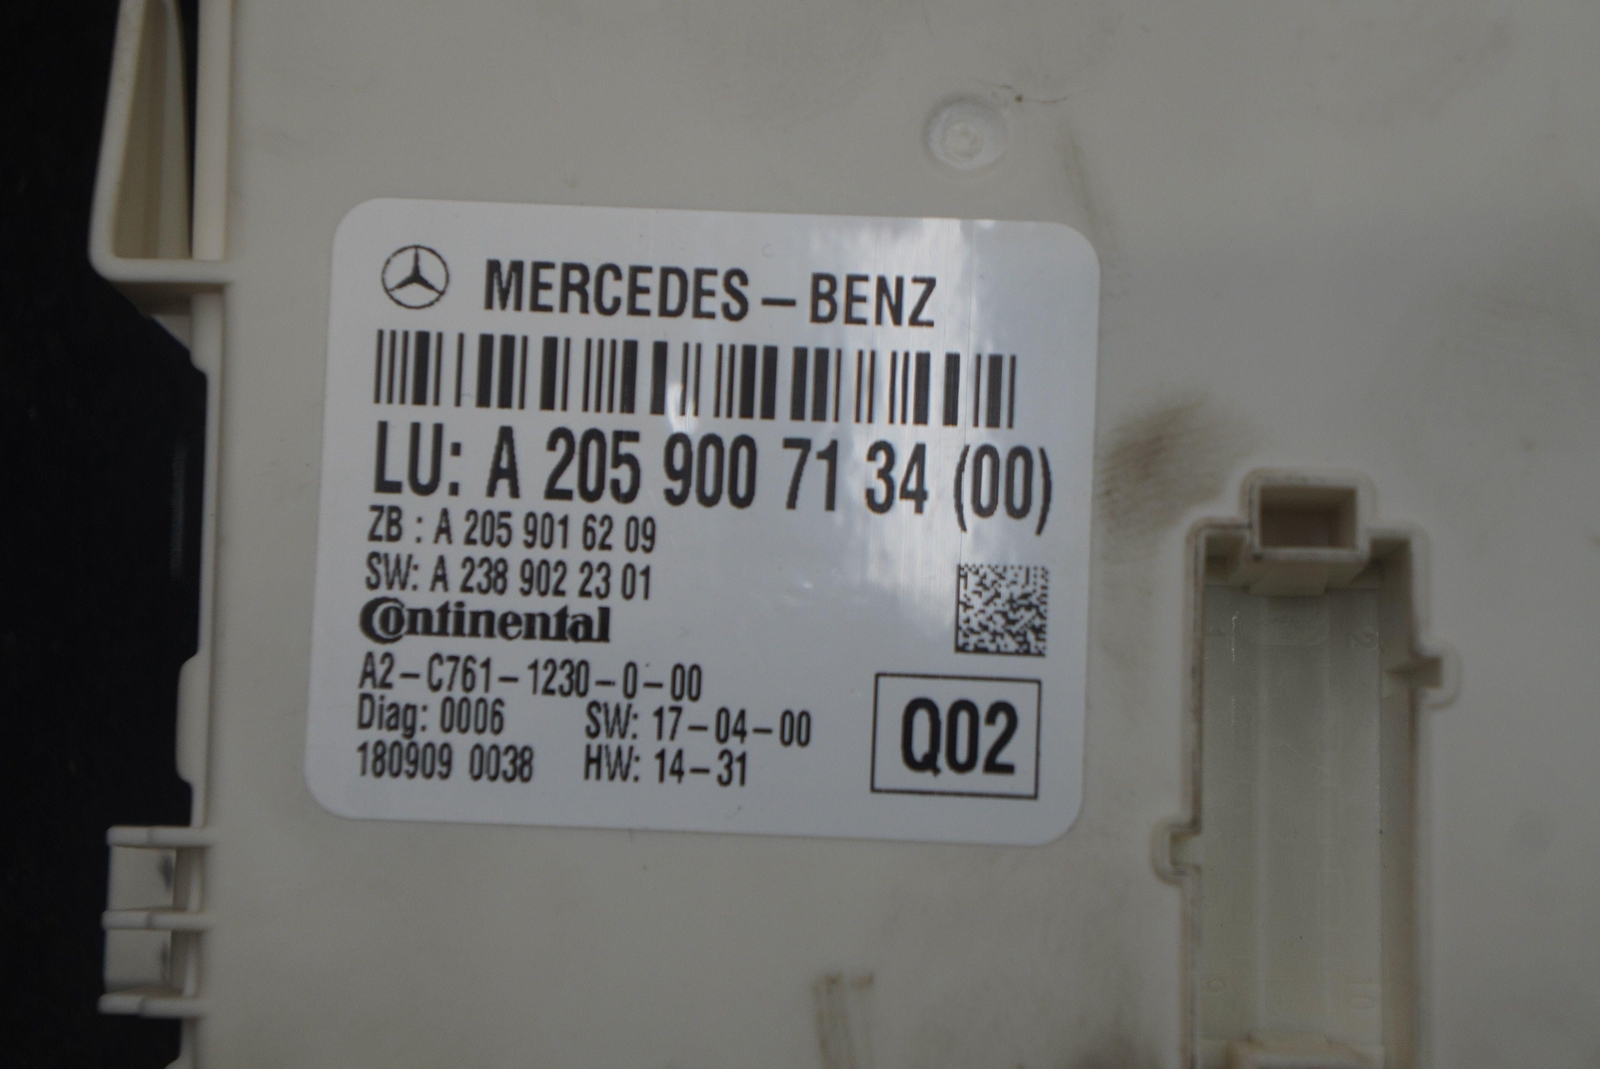 MERCEDES-BENZ
LU: A 205 900 71 34 (00)
ZB : A 205 901 62 09
SW: A 238 902 23 01
Continental
A2-C761-1230-0-00
Diag: 0006 SW: 17-04-00
180909 0038 HW: 14-31
Q02